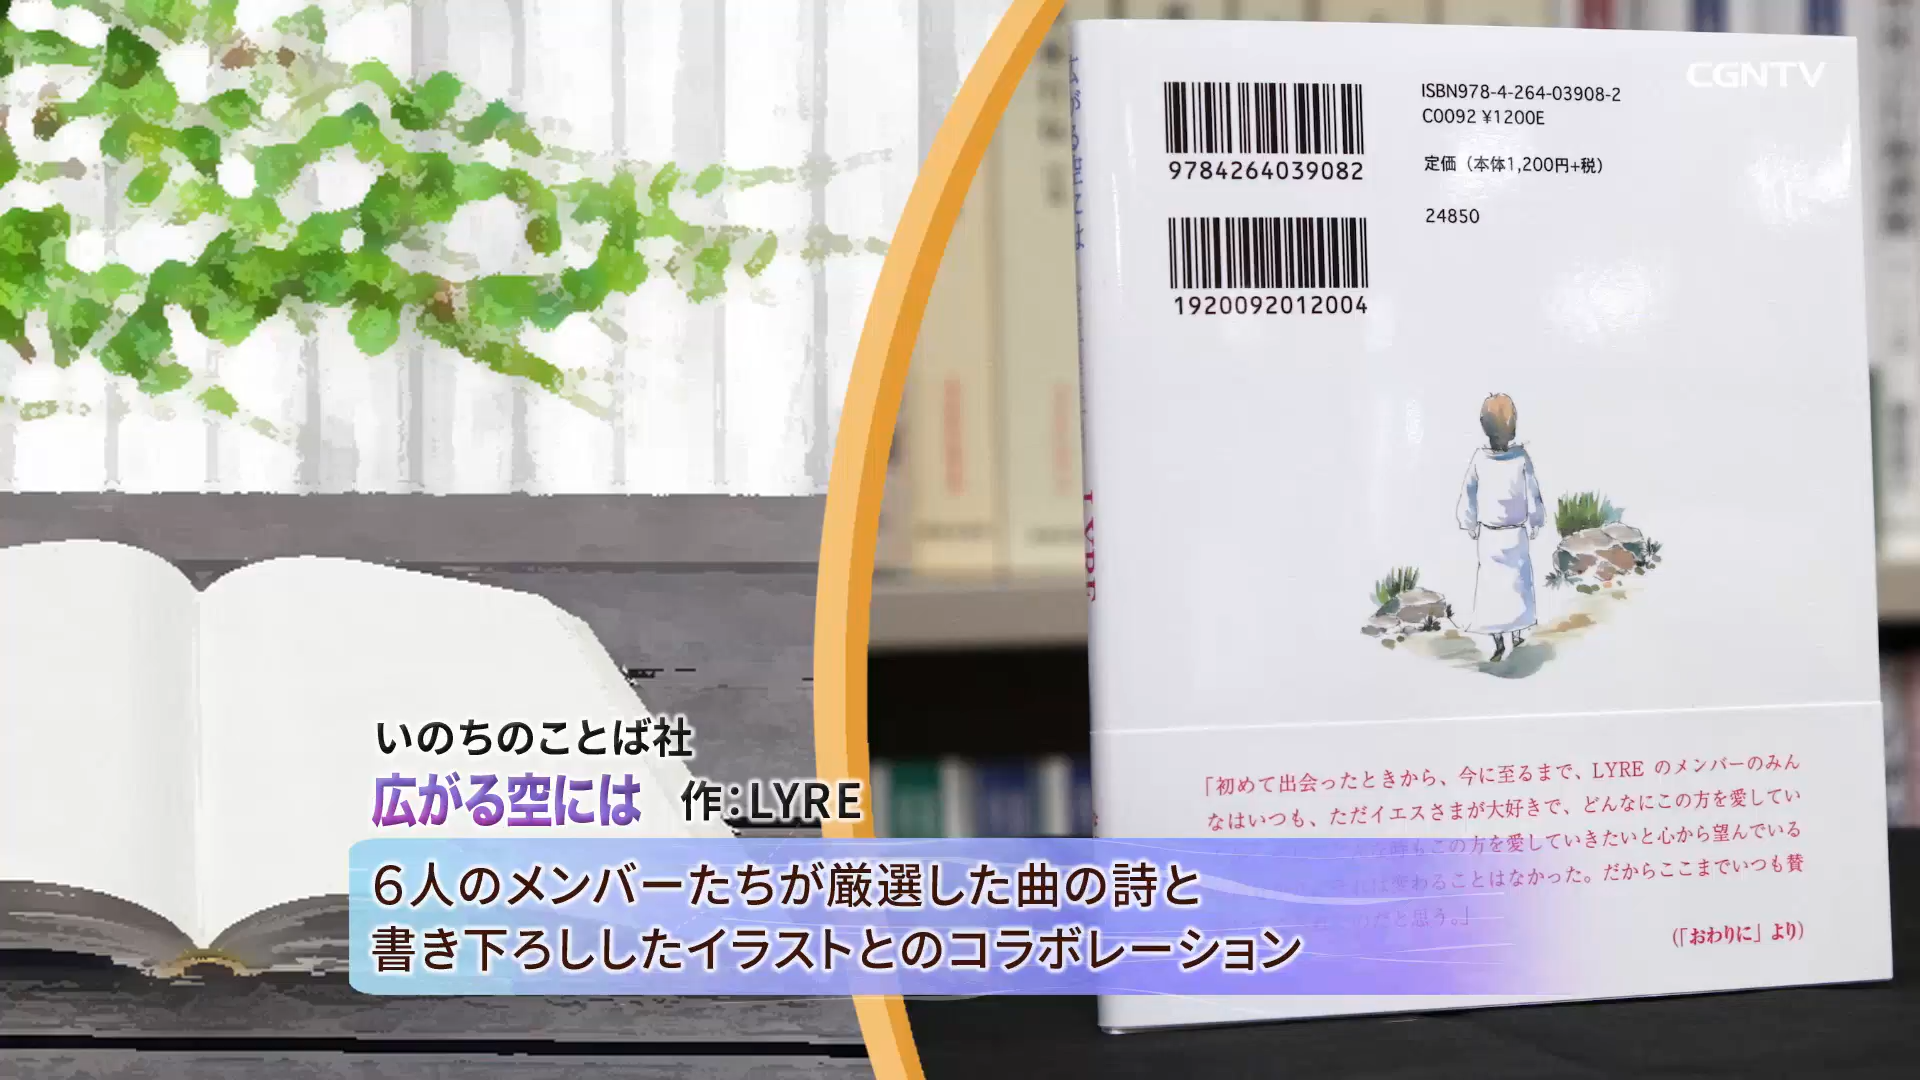 CGNTV
ISBN978-4-264-03908-2
C0092 ¥1200E
定価（本体1,200円+税）
24850
9784264039082
1920092012004
広がる空には
LYRE
「初めて出会ったときから、今に至るまで、LYRE のメンバーのみん
なはいつも、ただイエスさまが大好きで、どんなにこの方を愛してい
時もこの方を愛していきたいと心から望んでいる
変わることはなかった。だからここまでいつも賛
のだと思う。」
（「おわりに」より）
いのちのことば社
広がる空には 作:LYRE
６人のメンバーたちが厳選した曲の詩と
書き下ろししたイラストとのコラボレーション